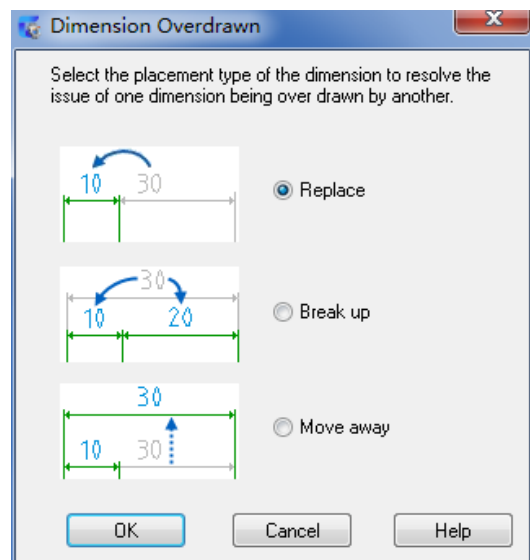 Dimension Overdrawn
X
Select the placement type of the dimension to resolve the
issue of one dimension being over drawn by another.
10 30
Replace
30
10 20
Break up
30
10 30
Move away
OK Cancel Help